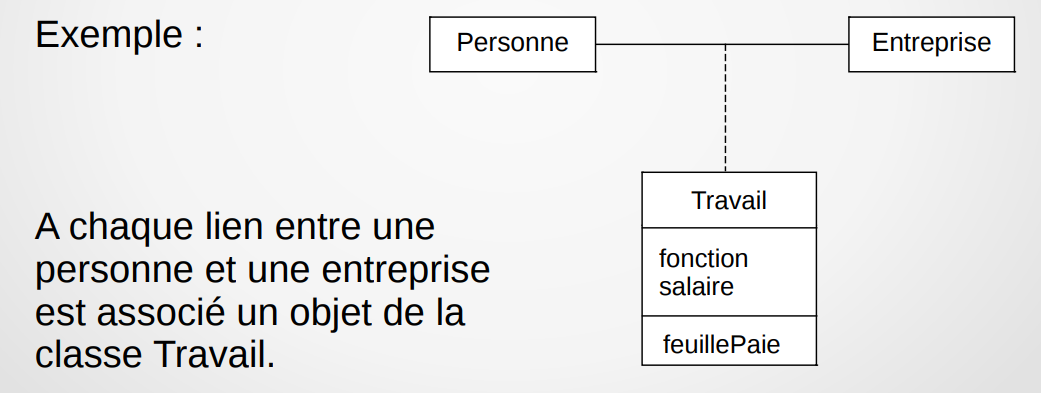 Exemple :
Personne
Entreprise
Travail
fonction
salaire
feuillePaie
A chaque lien entre une
personne et une entreprise
est associé un objet de la
classe Travail.